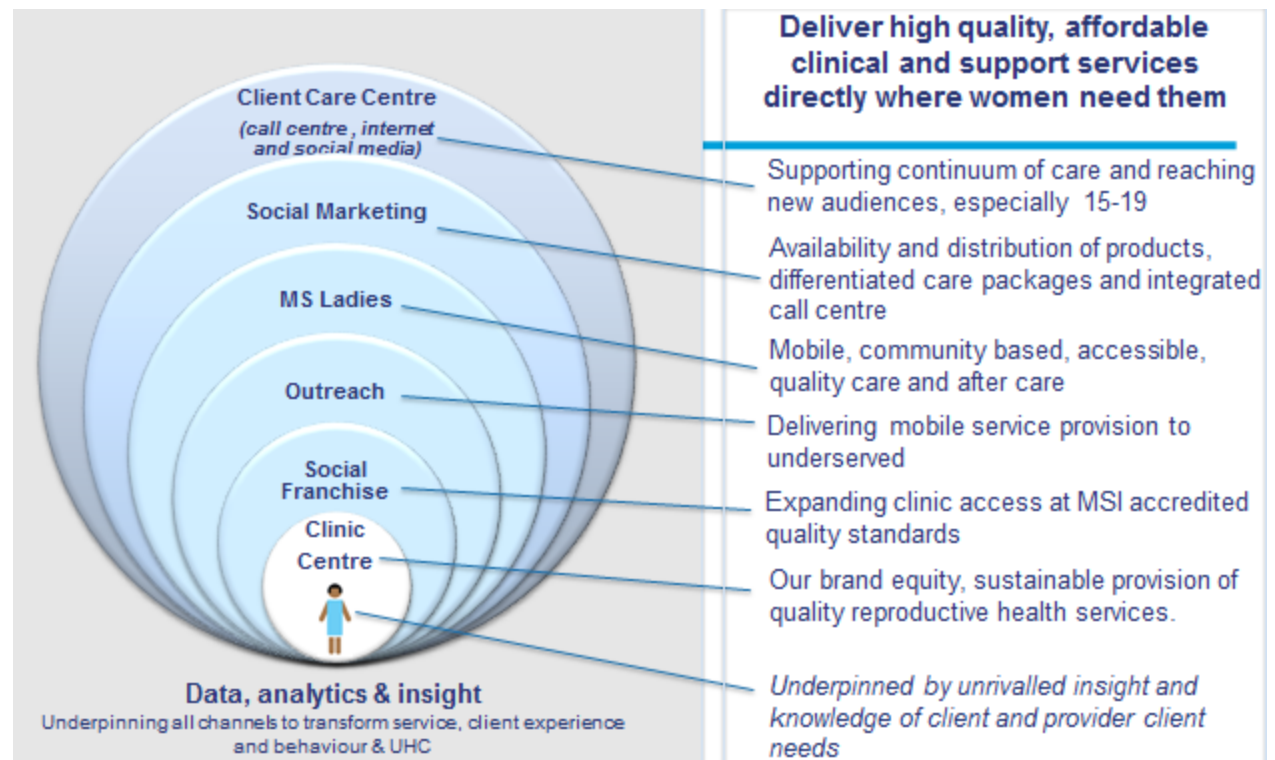 Client Care Centre
(call centre , internet
and social media)
Social Marketing
MS Ladies
Outreach
Social
Franchise
Clinic
Centre
Data, analytics & insight
Underpinning all channels to transform service, client experience
and behaviour & UHC
Deliver high quality, affordable
clinical and support services
directly where women need them
Supporting continuum of care and reaching
new audiences, especially 15-19
Availability and distribution of products,
differentiated care packages and integrated
call centre
Mobile, community based, accessible,
quality care and after care
Delivering mobile service provision to
underserved
Expanding clinic access at MSI accredited
quality standards
Our brand equity, sustainable provision of
quality reproductive health services.
Underpinned by unrivalled insight and
knowledge of client and provider client
needs